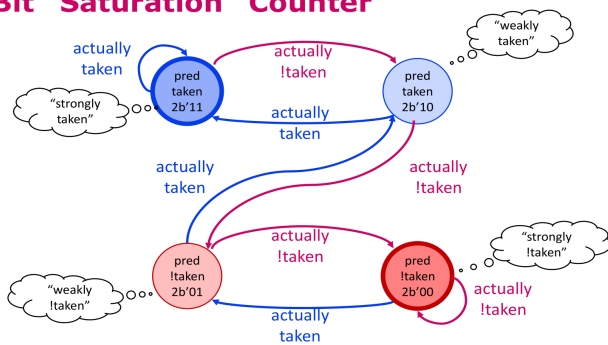 Bit Saturation Counter
"weakly
taken"
actually
taken
actually
!taken
pred
taken
2b'11
pred
taken
2b'10
"strongly
taken"
actually
taken
actually
taken
actually
!taken
actually
!taken
"strongly
!taken"
pred
!taken
2b'01
pred
!taken
2b'00
"weakly
!taken"
actually
!taken
actually
taken